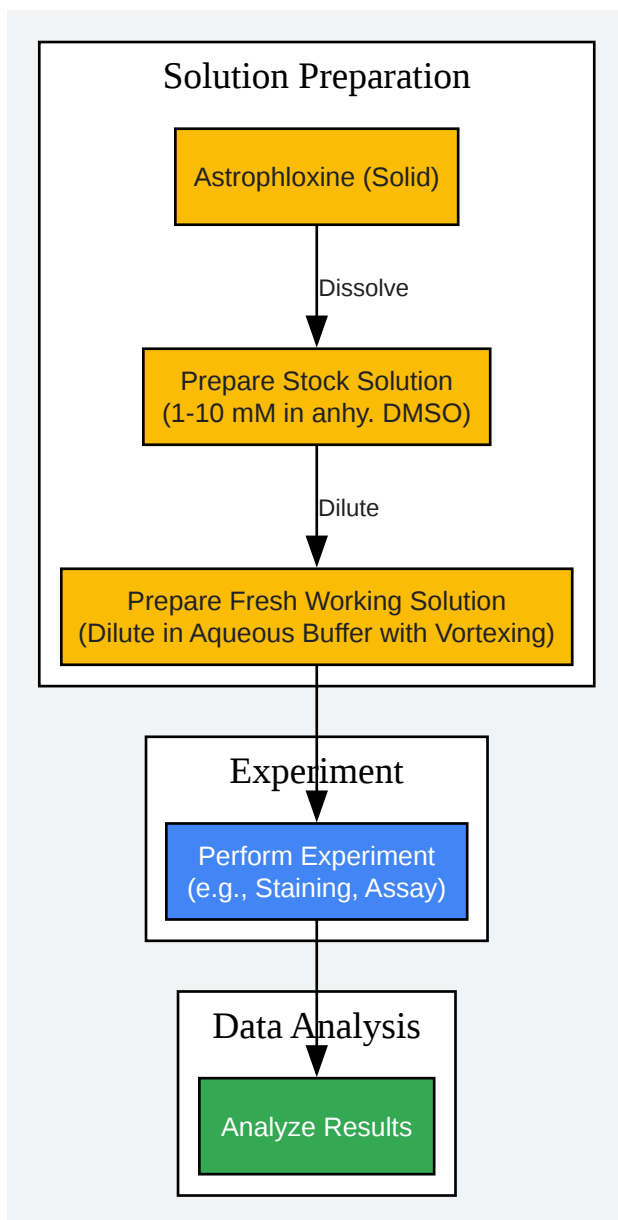 Solution Preparation
Astrophloxine (Solid)
Dissolve
Prepare Stock Solution
(1-10 mM in anhy. DMSO)
Dilute
Prepare Fresh Working Solution
(Dilute in Aqueous Buffer with Vortexing)
Experiment
Perform Experiment
(e.g., Staining, Assay)
Data Analysis
Analyze Results